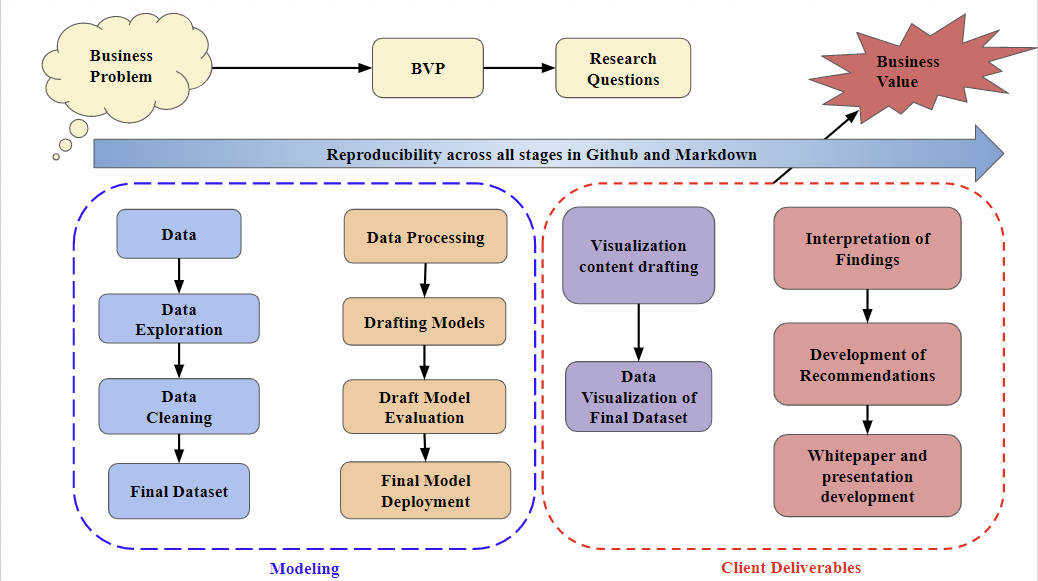 Business
Problem
BVP
Research
Questions
Business
Value
Reproducibility across all stages in Github and Markdown
Data
Data
Exploration
Data
Cleaning
Final Dataset
Data Processing
Drafting Models
Draft Model
Evaluation
Final Model
Deployment
Modeling
Visualization
content drafting
Data
Visualization of
Final Dataset
Interpretation of
Findings
Development of
Recommendations
Whitepaper and
presentation
development
Client Deliverables